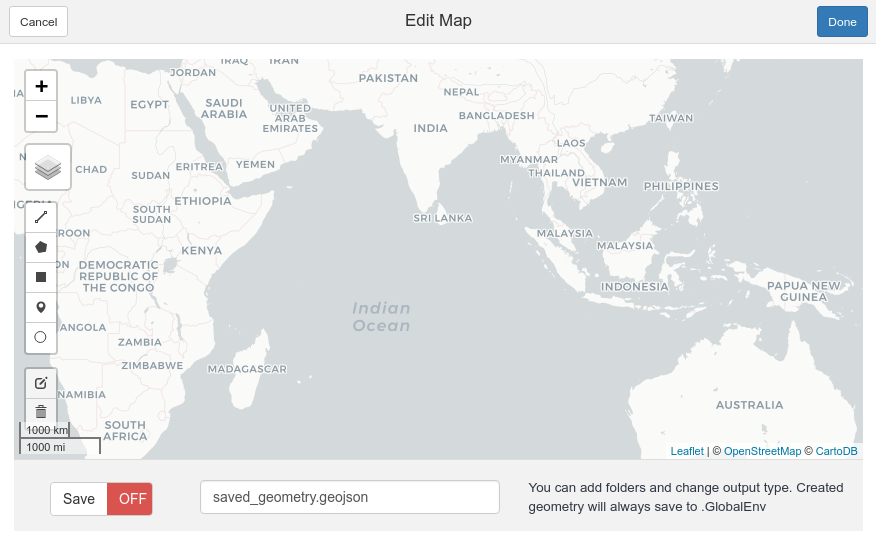 Cancel
Edit Map
Done
IRAQ
IRAN
JORDAN
PAKISTAN
LIBYA
EGYPT
SAUDI
ARABIA
UNITED
ARAB
EMIRATES
NEPAL
BANGLADESH
INDIA
TAIWAN
LAOS
MYANMAR
THAILAND
VIETNAM
PHILIPPINES
CHAD
SUDAN
ERITREA
YEMEN
SOUTH
SUDAN
ETHIOPIA
SRI LANKA
MALAYSIA
MALAYSIA
KENYA
DEMOCRATIC
REPUBLIC OF
THE CONGO
INDONESIA
PAPUA NEW
GUINEA
Indian
Ocean
ANGOLA
ZAMBIA
ZIMBABWE
MADAGASCAR
NAMIBIA
AUSTRALIA
SOUTH
AFRICA
1000 km
1000 mi
Leaflet | © OpenStreetMap © CartoDB
Save OFF
saved_geometry.geojson
You can add folders and change output type. Created
geometry will always save to .GlobalEnv